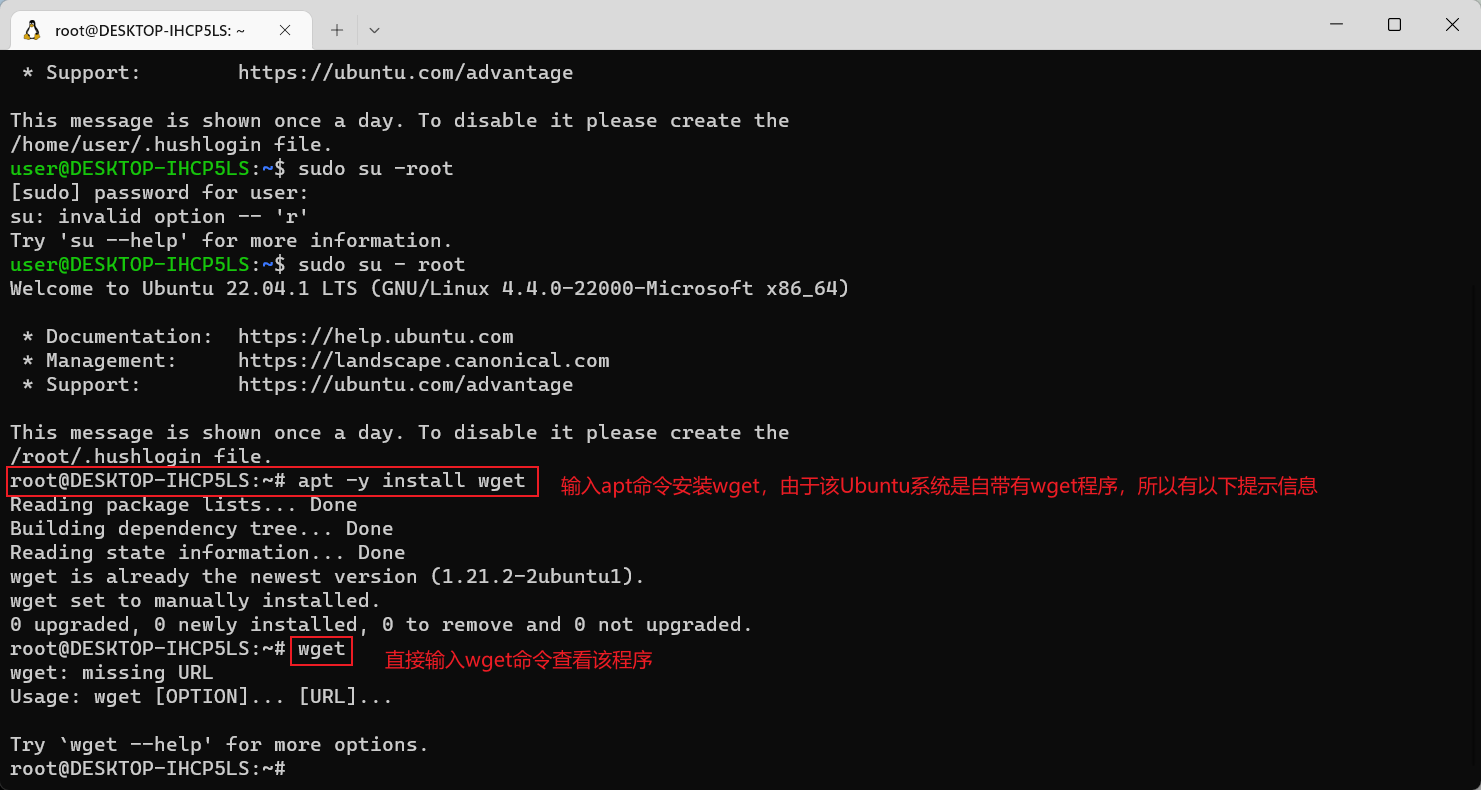 root@DESKTOP-IHCP5LS: ~
 * Support:        https://ubuntu.com/advantage
This message is shown once a day. To disable it please create the
/home/user/.hushlogin file.
user@DESKTOP-IHCP5LS:~$ sudo su -root
[sudo] password for user:
su: invalid option -- 'r'
Try 'su --help' for more information.
user@DESKTOP-IHCP5LS:~$ sudo su - root
Welcome to Ubuntu 22.04.1 LTS (GNU/Linux 4.4.0-22000-Microsoft x86_64)
 * Documentation:  https://help.ubuntu.com
 * Management:     https://landscape.canonical.com
 * Support:        https://ubuntu.com/advantage
This message is shown once a day. To disable it please create the
/root/.hushlogin file.
root@DESKTOP-IHCP5LS:~# apt -y install wget 输入apt命令安装wget，由于该Ubuntu系统是自带有wget程序，所以有以下提示信息
Reading package lists... Done
Building dependency tree... Done
Reading state information... Done
wget is already the newest version (1.21.2-2ubuntu1).
wget set to manually installed.
0 upgraded, 0 newly installed, 0 to remove and 0 not upgraded.
root@DESKTOP-IHCP5LS:~# wget 直接输入wget命令查看该程序
wget: missing URL
Usage: wget [OPTION]... [URL]...
Try `wget --help' for more options.
root@DESKTOP-IHCP5LS:~#